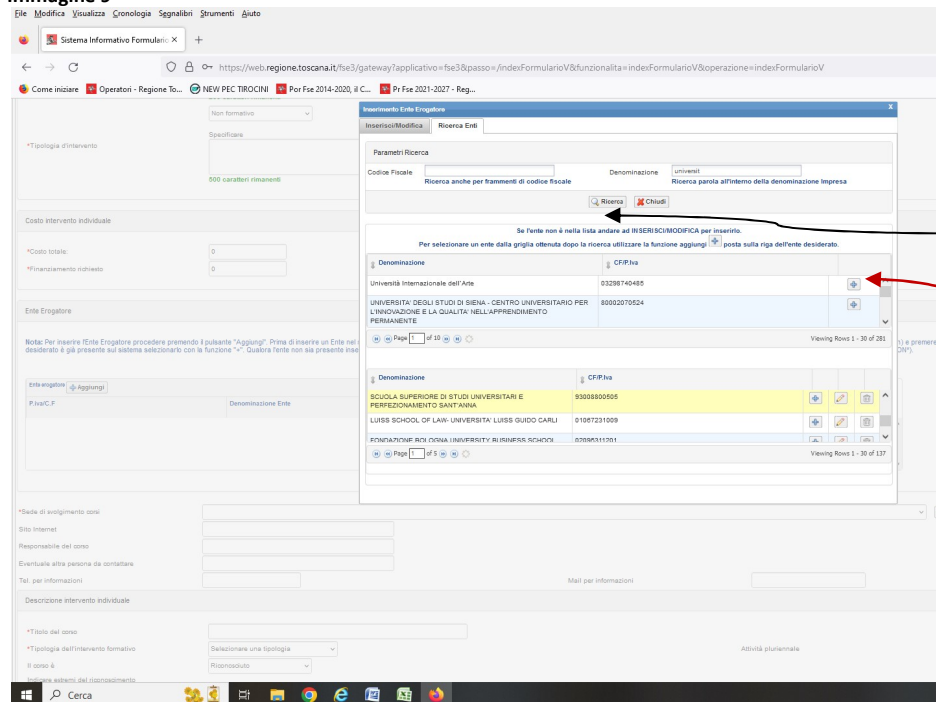 File Modifica Visualizza Cronologia Segnalibri Strumenti Aiuto
Sistema Informativo Formulario ×
https://web.regione.toscana.it/fse3/gateway?applicativo=fse3&passo=/indexFormularioV&funzionalita=indexFormularioV&operazione=indexFormularioV
Come iniziare Operatori - Regione To... NEW PEC TIROCINI Por Fse 2014-2020, il C... Pr Fse 2021-2027 - Reg...
Non formativo
Specificare
*Tipologia d'intervento
500 caratteri rimanenti
Costo intervento individuale
*Costo totale: 0
*Finanziamento richiesto 0
Ente Erogatore
Nota: Per inserire l'Ente Erogatore procedere premendo il pulsante "Aggiungi". Prima di inserire un Ente nel
desiderato è già presente sul sistema selezionarlo con la funzione "+". Qualora l'ente non sia presente inse
Ente erogatore Aggiungi
P.Iva/C.F Denominazione Ente
Inserimento Ente Erogatore X
Inserisci/Modifica Ricerca Enti
Parametri Ricerca
Codice Fiscale Denominazione universit
Ricerca anche per frammenti di codice fiscale Ricerca parola all'interno della denominazione Impresa
Ricerca Chiudi
Se l'ente non è nella lista andare ad INSERISCI/MODIFICA per inserirlo.
Per selezionare un ente dalla griglia ottenuta dopo la ricerca utilizzare la funzione aggiungi posta sulla riga dell'ente desiderato.
Denominazione CF/P.Iva
Università Internazionale dell'Arte 03298740485
UNIVERSITA' DEGLI STUDI DI SIENA - CENTRO UNIVERSITARIO PER 80002070524
L'INNOVAZIONE E LA QUALITA' NELL'APPRENDIMENTO
PERMANENTE
Page 1 of 10 Viewing Rows 1 - 30 of 281
Denominazione CF/P.Iva
SCUOLA SUPERIORE DI STUDI UNIVERSITARI E 93008800505
PERFEZIONAMENTO SANT'ANNA
LUISS SCHOOL OF LAW- UNIVERSITA' LUISS GUIDO CARLI 01067231009
FONDAZIONE BOLOGNA UNIVERSITY BUSINESS SCHOOL 02095311201
Page 1 of 5 Viewing Rows 1 - 30 of 137
*Sede di svolgimento corsi
Sito Internet
Responsabile del corso
Eventuale altra persona da contattare
Tel. per informazioni Mail per informazioni
Descrizione intervento individuale
*Titolo del corso
*Tipologia dell'intervento formativo Selezionare una tipologia Attività pluriennale
Il corso è Riconosciuto
Indicare estremi del riconoscimento
Cerca